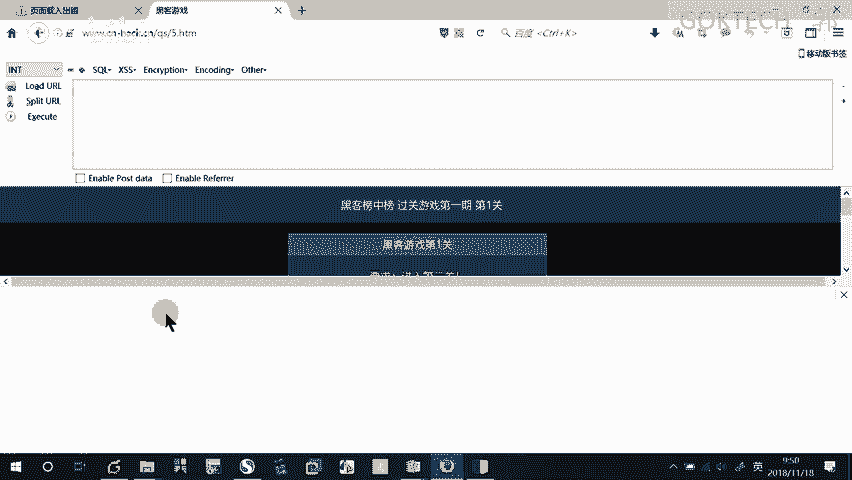 页面载入出错
黑客游戏
www.cn-hack.cn/qs/5.htm
百度 <Ctrl+K>
移动版书签
INT
SQL
XSS
Encryption
Encoding
Other
Load URL
Split URL
Execute
Enable Post data
Enable Referrer
黑客榜中榜 过关游戏第一期 第1关
黑客游戏第1关
英
9:50
2018/11/18